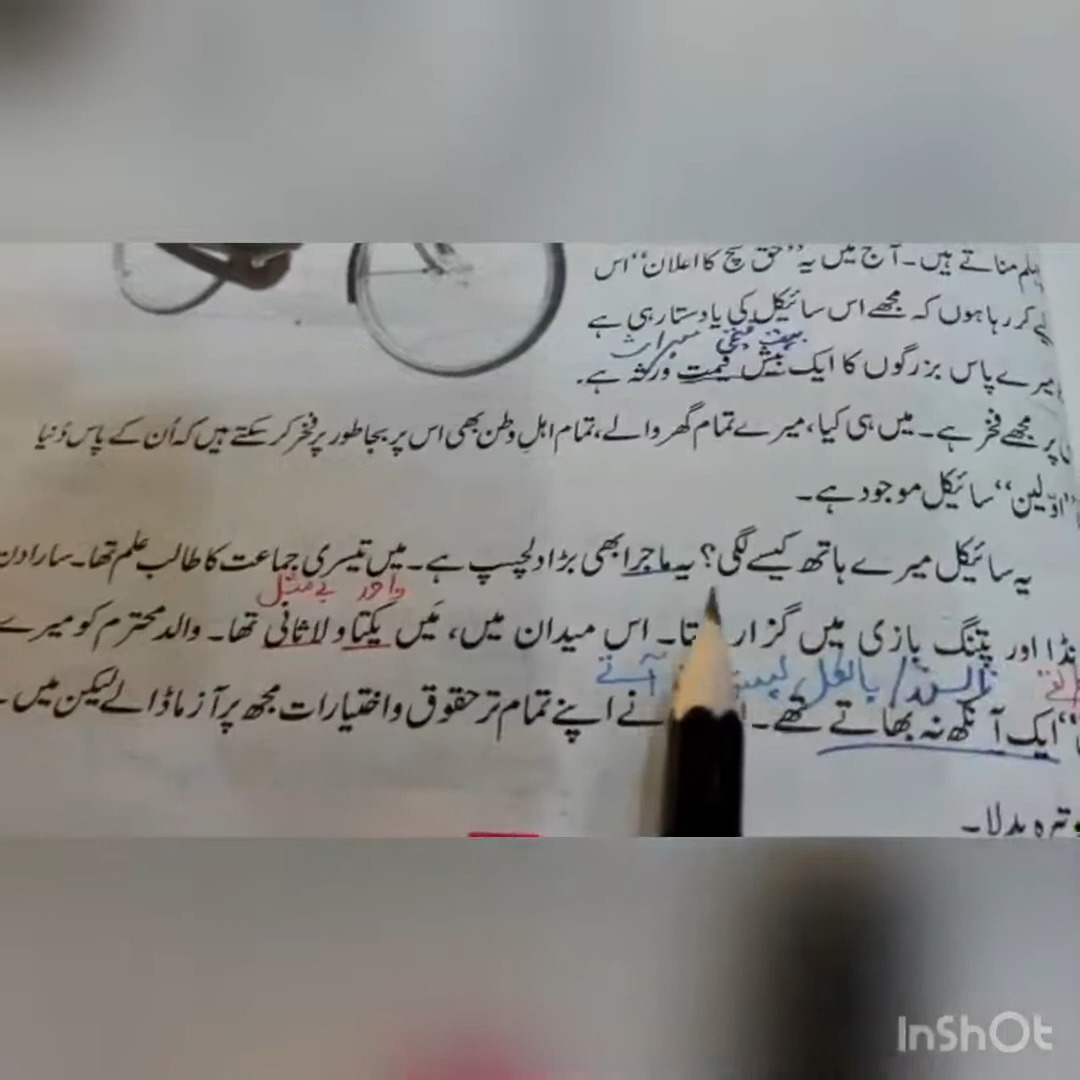 مناتے ہیں۔ آج میں یہ ”حق سچ کا اعلان“ اس
کر رہا ہوں کہ مجھے اس سائیکل کی یاد ستا رہی ہے
بہت قیمتی
میرے پاس بزرگوں کا ایک بیش قیمت ورثہ ہے۔
پر مجھے فخر ہے۔ میں ہی کیا، میرے تمام گھر والے، تمام اہلِ وطن بھی اس پر بجا طور پر فخر کر سکتے ہیں کہ اُن کے پاس دُنیا
”اوّلین“ سائیکل موجود ہے۔
یہ سائیکل میرے ہاتھ کیسے لگی؟ یہ ماجرا بھی بڑا دلچسپ ہے۔ میں تیسری جماعت کا طالب علم تھا۔ سارا دن
واحد بے مثل
اور پتنگ بازی میں گزار۔ اس میدان میں، مَیں یکتا و لاثانی تھا۔ والد محترم کو میرے
بالکل آتے
“ ایک آنکھ نہ بھاتے تھے۔ نے اپنے تمام تر حقوق و اختیارات مجھ پر آزما ڈالے لیکن میں
بدلا۔
InShOt